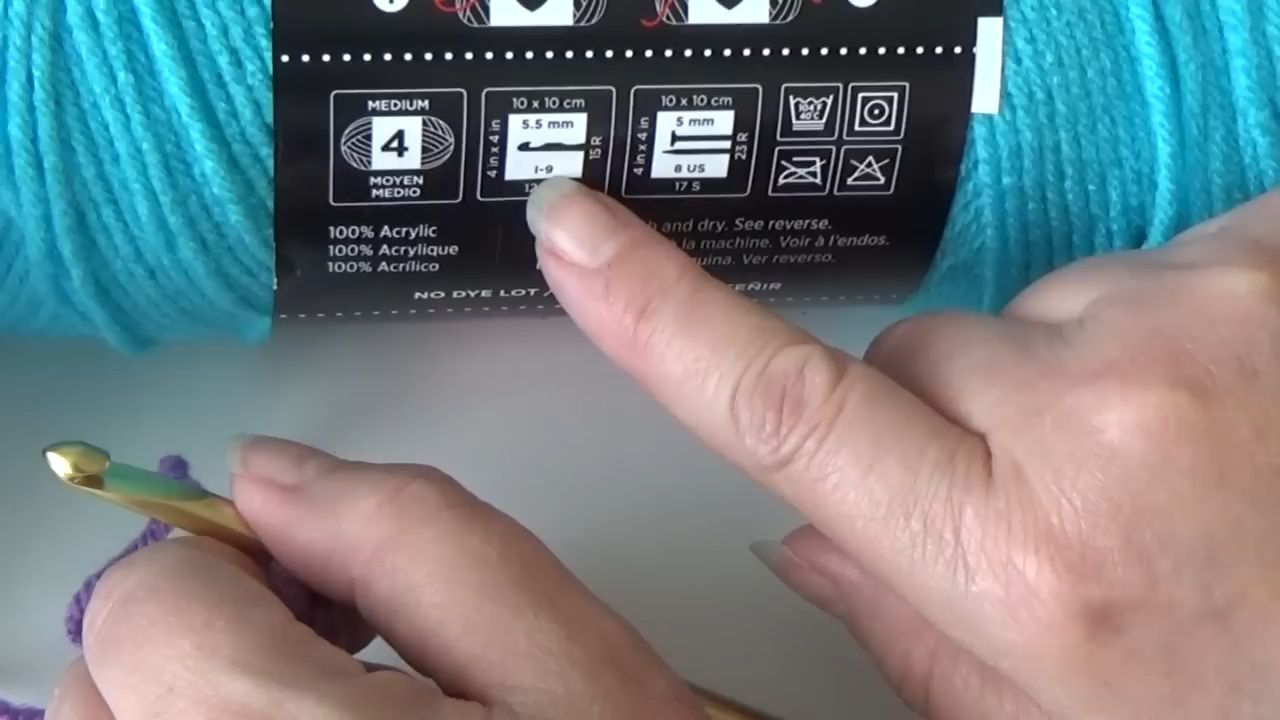 MEDIUM
4
MOYEN
MEDIO
10 x 10 cm
4 in x 4 in
5.5 mm
I-9
15 R
10 x 10 cm
4 in x 4 in
5 mm
8 US
23 R
17 S
104 F
40°C
100% Acrylic
100% Acrylique
100% Acrílico
and dry. See reverse.
à la machine. Voir à l'endos.
Ver reverso.
NO DYE LOT /